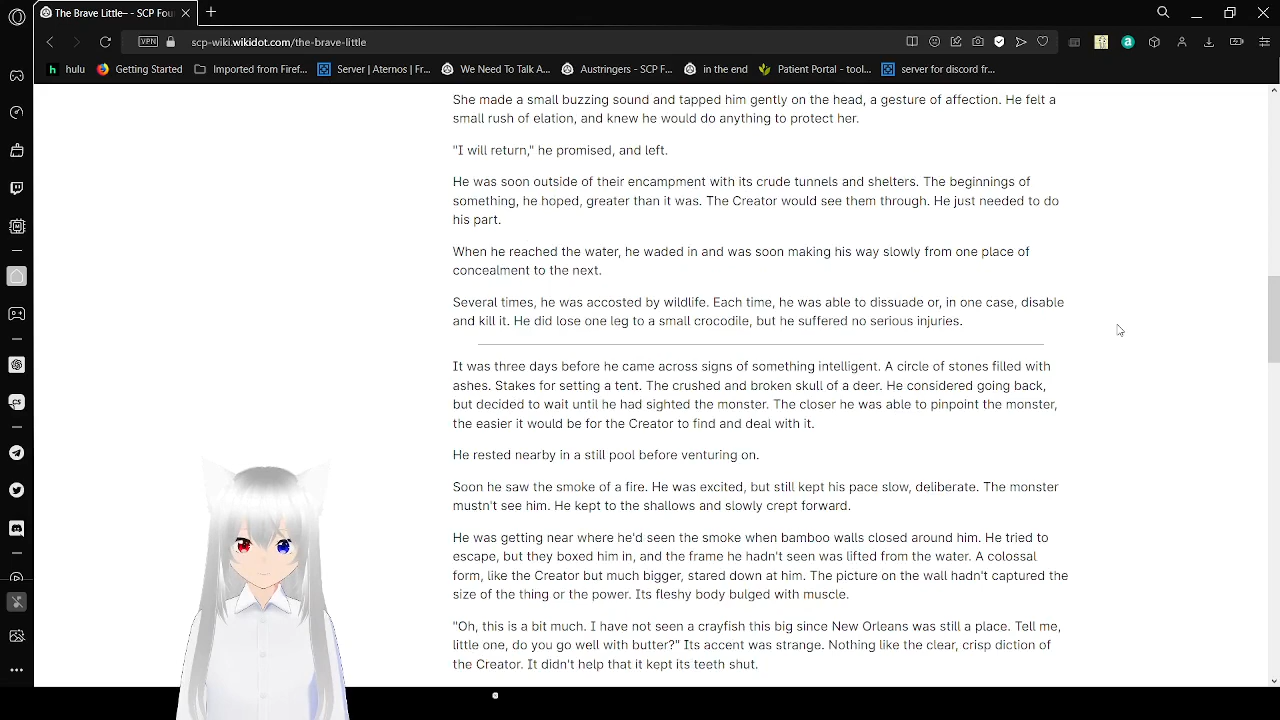 The Brave Little– - SCP Fou
scp-wiki.wikidot.com/the-brave-little
VPN
hulu
Getting Started
Imported from Firef...
Server | Aternos | Fr...
We Need To Talk A...
Austringers - SCP F...
in the end
Patient Portal - tool...
server for discord fr...
She made a small buzzing sound and tapped him gently on the head, a gesture of affection. He felt a
small rush of elation, and knew he would do anything to protect her.
"I will return," he promised, and left.
He was soon outside of their encampment with its crude tunnels and shelters. The beginnings of
something, he hoped, greater than it was. The Creator would see them through. He just needed to do
his part.
When he reached the water, he waded in and was soon making his way slowly from one place of
concealment to the next.
Several times, he was accosted by wildlife. Each time, he was able to dissuade or, in one case, disable
and kill it. He did lose one leg to a small crocodile, but he suffered no serious injuries.
It was three days before he came across signs of something intelligent. A circle of stones filled with
ashes. Stakes for setting a tent. The crushed and broken skull of a deer. He considered going back,
but decided to wait until he had sighted the monster. The closer he was able to pinpoint the monster,
the easier it would be for the Creator to find and deal with it.
He rested nearby in a still pool before venturing on.
Soon he saw the smoke of a fire. He was excited, but still kept his pace slow, deliberate. The monster
mustn't see him. He kept to the shallows and slowly crept forward.
He was getting near where he'd seen the smoke when bamboo walls closed around him. He tried to
escape, but they boxed him in, and the frame he hadn't seen was lifted from the water. A colossal
form, like the Creator but much bigger, stared down at him. The picture on the wall hadn't captured the
size of the thing or the power. Its fleshy body bulged with muscle.
"Oh, this is a bit much. I have not seen a crayfish this big since New Orleans was still a place. Tell me,
little one, do you go well with butter?" Its accent was strange. Nothing like the clear, crisp diction of
the Creator. It didn't help that it kept its teeth shut.